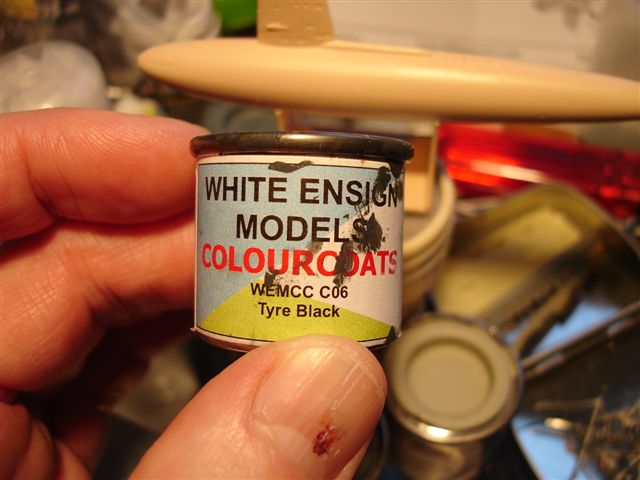 WHITE ENSIGN
MODELS
COLOURCOATS
WEMCC C06
Tyre Black